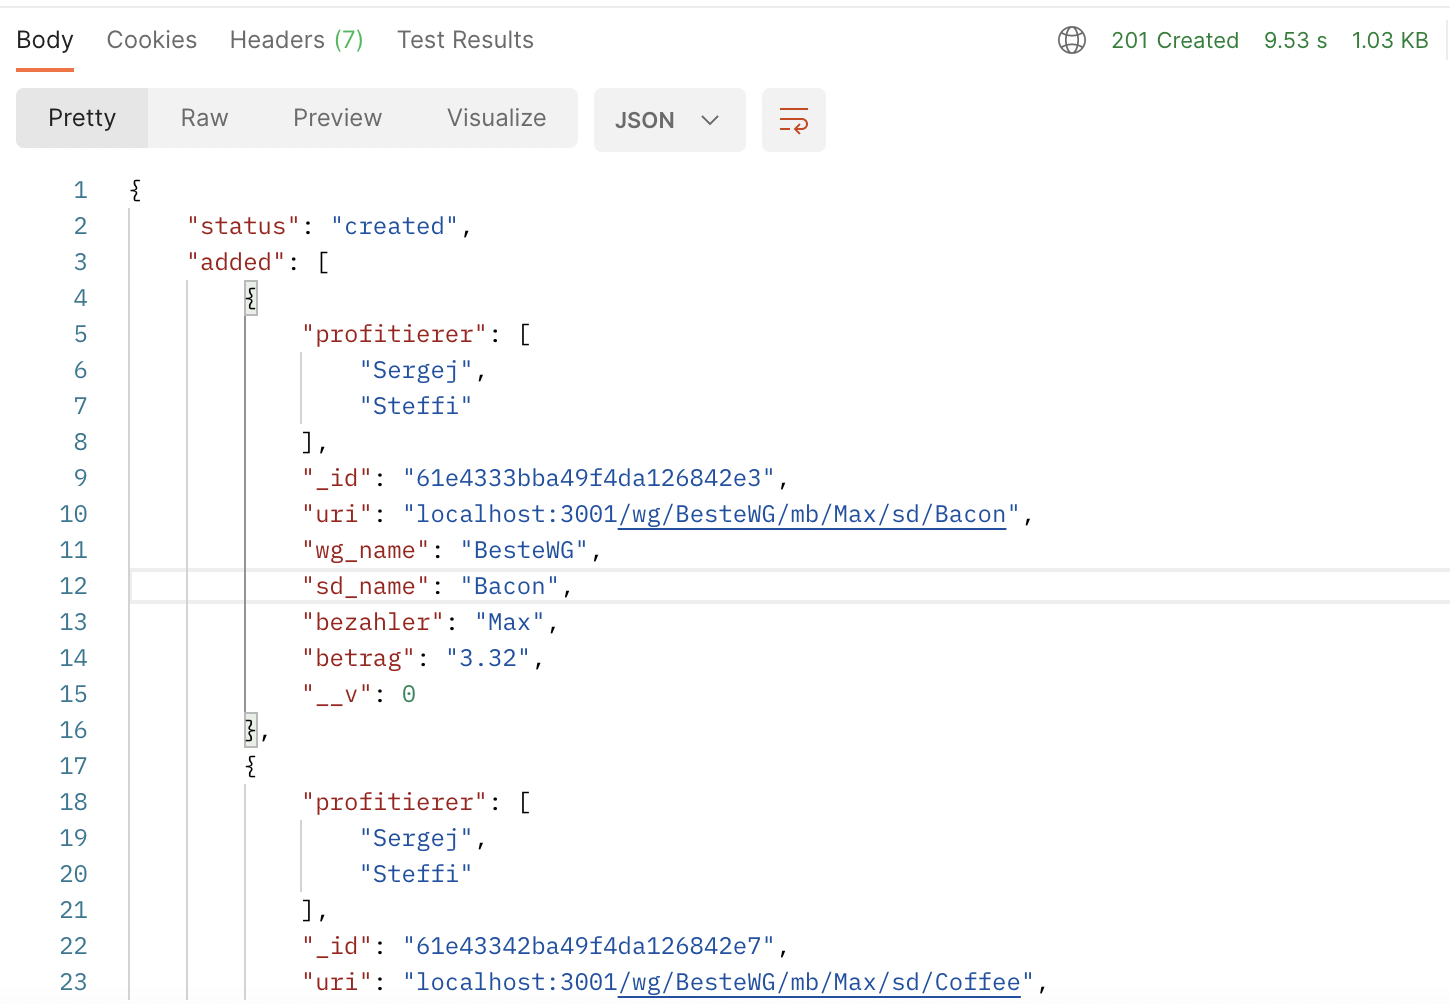 Body Cookies Headers (7) Test Results 201 Created 9.53 s 1.03 KB
Pretty Raw Preview Visualize JSON
1 {
2 "status": "created",
3 "added": [
4 {
5 "profitierer": [
6 "Sergej",
7 "Steffi"
8 ],
9 "_id": "61e4333bba49f4da126842e3",
10 "uri": "localhost:3001/wg/BesteWG/mb/Max/sd/Bacon",
11 "wg_name": "BesteWG",
12 "sd_name": "Bacon",
13 "bezahler": "Max",
14 "betrag": "3.32",
15 "__v": 0
16 },
17 {
18 "profitierer": [
19 "Sergej",
20 "Steffi"
21 ],
22 "_id": "61e43342ba49f4da126842e7",
23 "uri": "localhost:3001/wg/BesteWG/mb/Max/sd/Coffee",